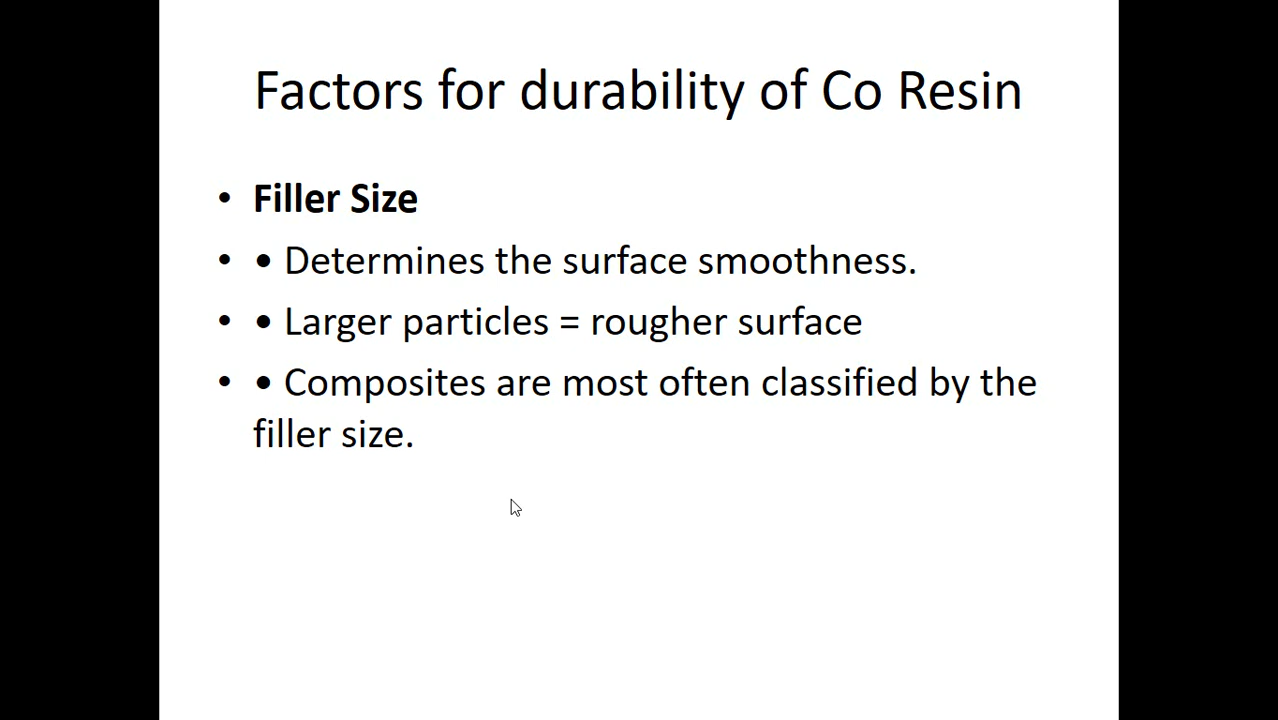 Factors for durability of Co Resin
• Filler Size
• • Determines the surface smoothness.
• • Larger particles = rougher surface
• • Composites are most often classified by the
filler size.